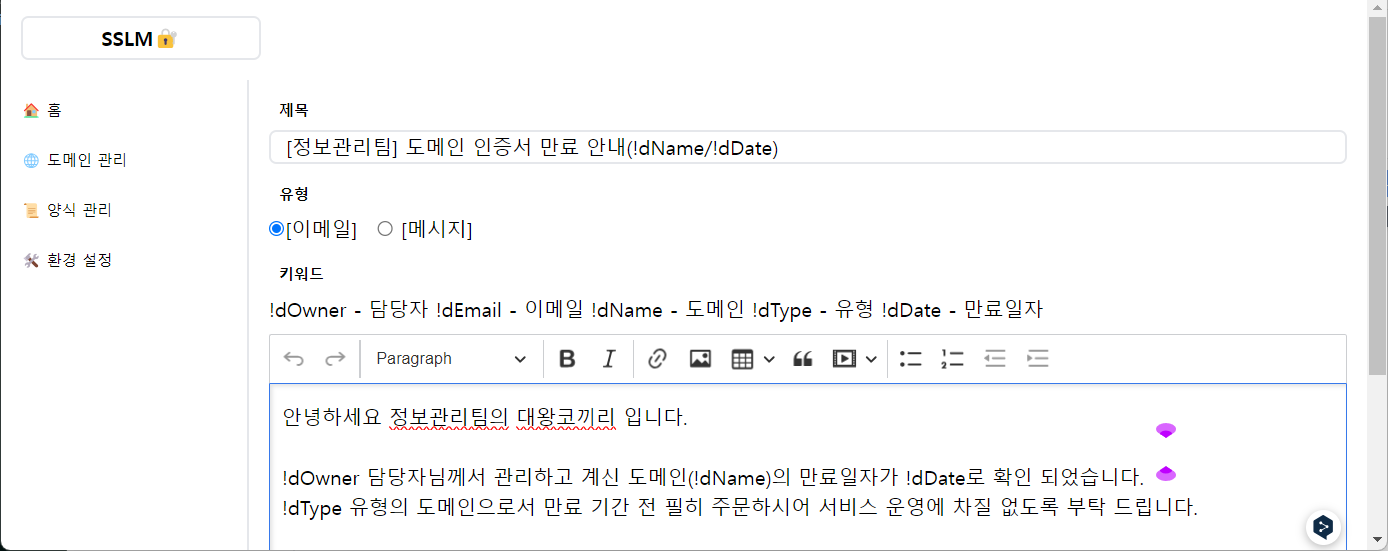 SSLM
홈
도메인 관리
양식 관리
환경 설정
제목
[정보관리팀] 도메인 인증서 만료 안내(!dName/!dDate)
유형
[이메일] [메시지]
키워드
!dOwner - 담당자 !dEmail - 이메일 !dName - 도메인 !dType - 유형 !dDate - 만료일자
Paragraph B I
안녕하세요 정보관리팀의 대왕코끼리 입니다.
!dOwner 담당자님께서 관리하고 계신 도메인(!dName)의 만료일자가 !dDate로 확인 되었습니다.
!dType 유형의 도메인으로서 만료 기간 전 필히 주문하시어 서비스 운영에 차질 없도록 부탁 드립니다.